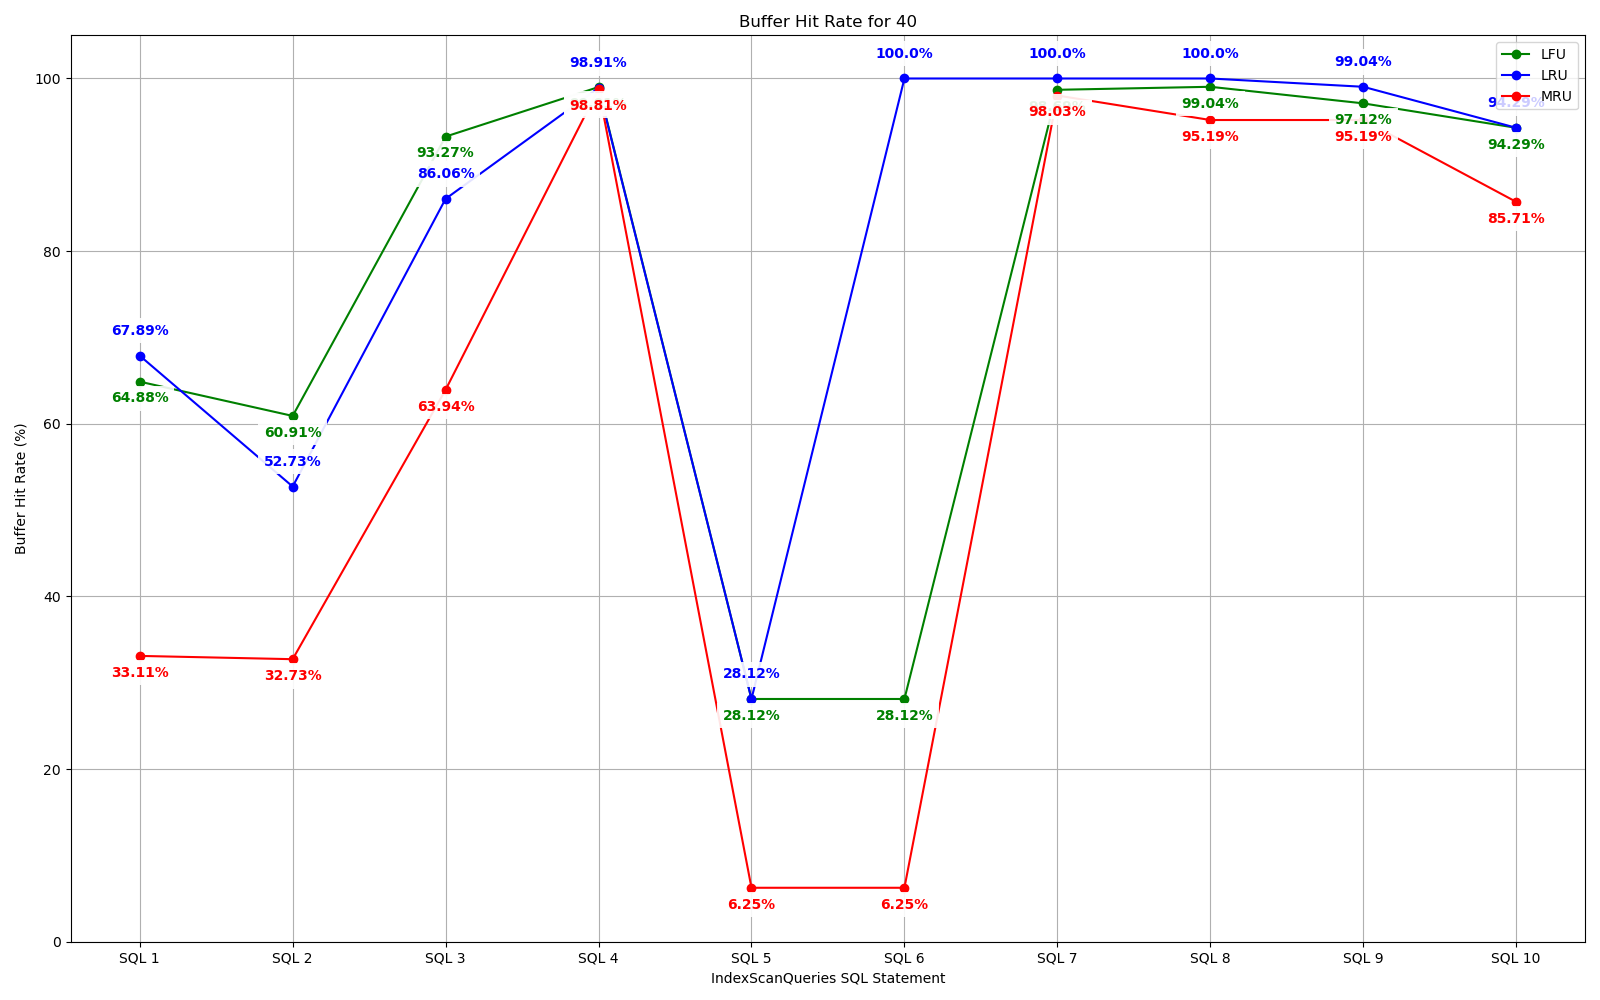 Buffer Hit Rate for 40
LFU
LRU
MRU
100
80
60
40
20
0
Buffer Hit Rate (%)
67.89%
64.88%
33.11%
60.91%
52.73%
32.73%
93.27%
86.06%
63.94%
98.91%
98.81%
28.12%
28.12%
6.25%
100.0%
28.12%
6.25%
100.0%
98.03%
100.0%
99.04%
95.19%
99.04%
97.12%
95.19%
94.29%
94.29%
85.71%
SQL 1
SQL 2
SQL 3
SQL 4
SQL 5
SQL 6
SQL 7
SQL 8
SQL 9
SQL 10
IndexScanQueries SQL Statement